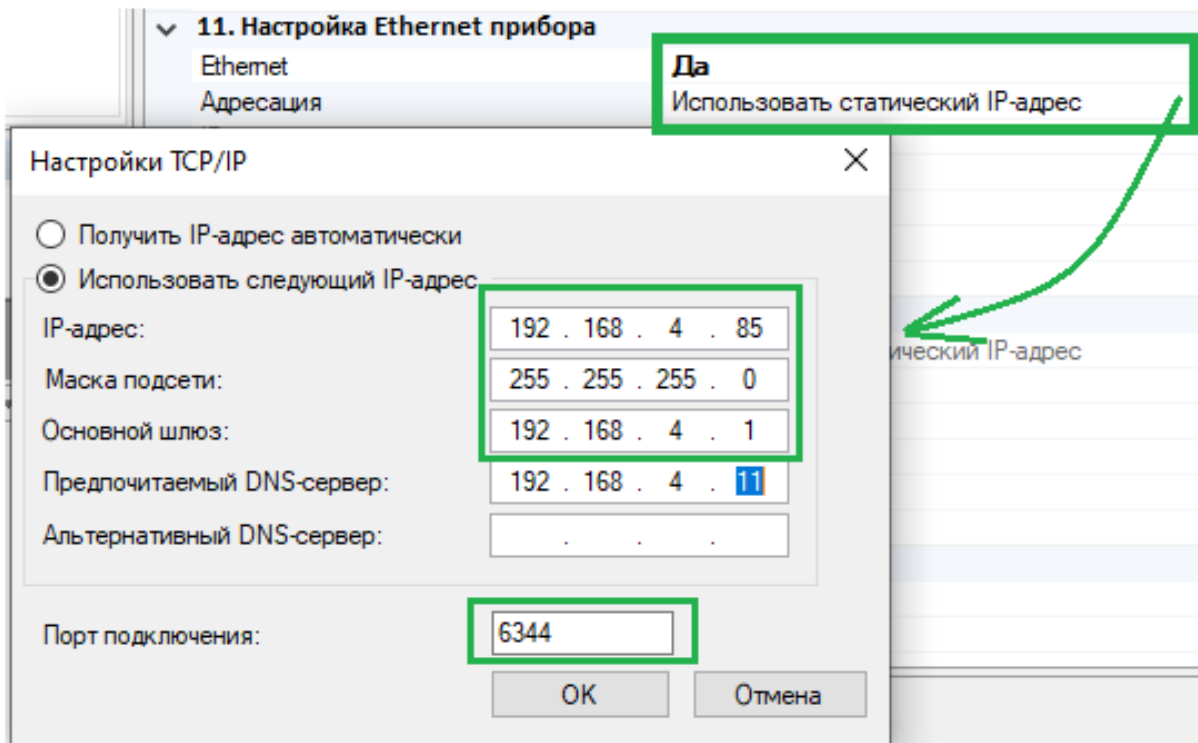 11. Настройка Ethernet прибора
Ethernet Да
Адресация Использовать статический IP-адрес
Настройки TCP/IP
Получить IP-адрес автоматически
Использовать следующий IP-адрес
IP-адрес: 192 . 168 . 4 . 85
ический IP-адрес
Маска подсети: 255 . 255 . 255 . 0
Основной шлюз: 192 . 168 . 4 . 1
Предпочитаемый DNS-сервер: 192 . 168 . 4 . 11
Альтернативный DNS-сервер: . . .
Порт подключения: 6344
OK Отмена